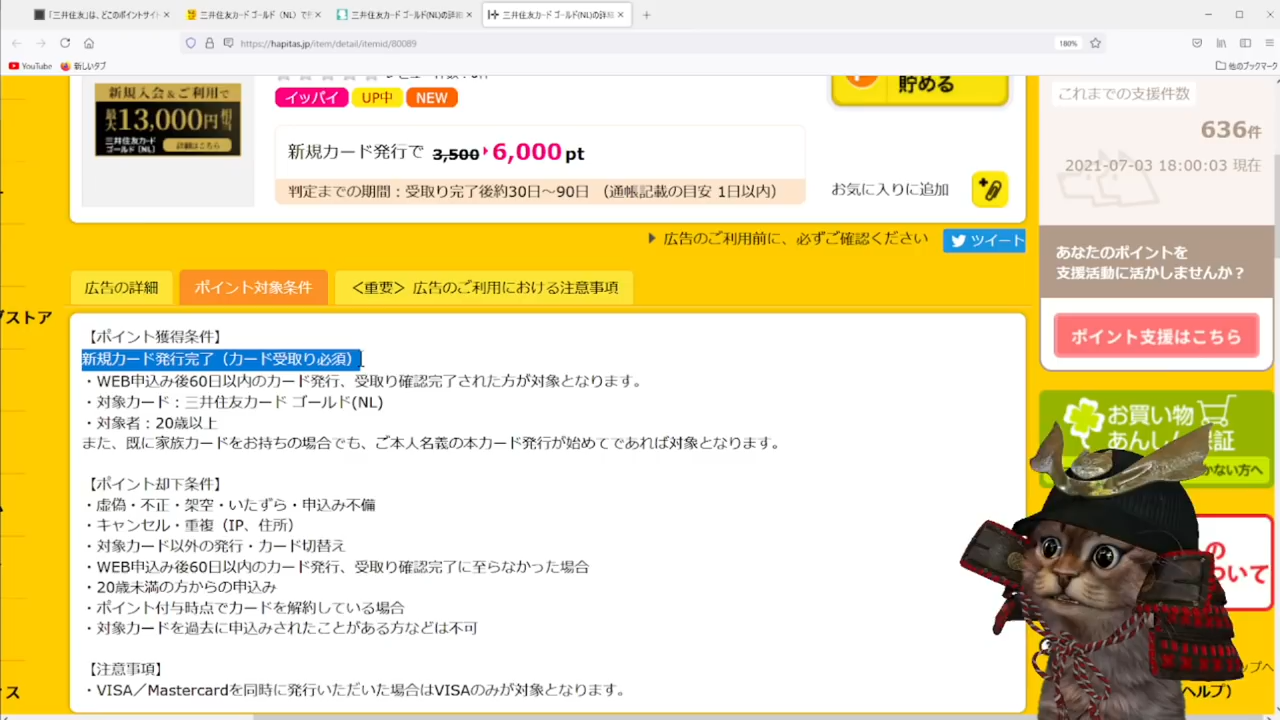 「三井住友」は、どこのポイントサイト
三井住友カード ゴールド（NL）で
三井住友カード ゴールド(NL)の詳細
三井住友カード ゴールド(NL)の詳細
https://hapitas.jp/item/detail/itemid/80089
180%
YouTube
新しいタブ
他のブックマーク
新規入会&ご利用で
最大13,000円相当
三井住友カード
ゴールド（NL）
詳細はこちら
イッパイ
UP中
NEW
貯める
新規カード発行で 3,500 6,000pt
判定までの期間：受取り完了後約30日～90日 （通帳記載の目安 1日以内）
お気に入りに追加
広告のご利用前に、必ずご確認ください
ツイート
これまでの支援件数
636件
2021-07-03 18:00:03 現在
あなたのポイントを
支援活動に活かしませんか？
ポイント支援はこちら
お買い物
あんしん保証
かない方へ
の
ついて
ップへ
ヘルプ）
グストア
ス
広告の詳細
ポイント対象条件
＜重要＞ 広告のご利用における注意事項
【ポイント獲得条件】
新規カード発行完了（カード受取り必須）
・WEB申込み後60日以内のカード発行、受取り確認完了された方が対象となります。
・対象カード：三井住友カード ゴールド(NL)
・対象者：20歳以上
また、既に家族カードをお持ちの場合でも、ご本人名義の本カード発行が始めてであれば対象となります。
【ポイント却下条件】
・虚偽・不正・架空・いたずら・申込み不備
・キャンセル・重複（IP、住所）
・対象カード以外の発行・カード切替え
・WEB申込み後60日以内のカード発行、受取り確認完了に至らなかった場合
・20歳未満の方からの申込み
・ポイント付与時点でカードを解約している場合
・対象カードを過去に申込みされたことがある方などは不可
【注意事項】
・VISA／Mastercardを同時に発行いただいた場合はVISAのみが対象となります。